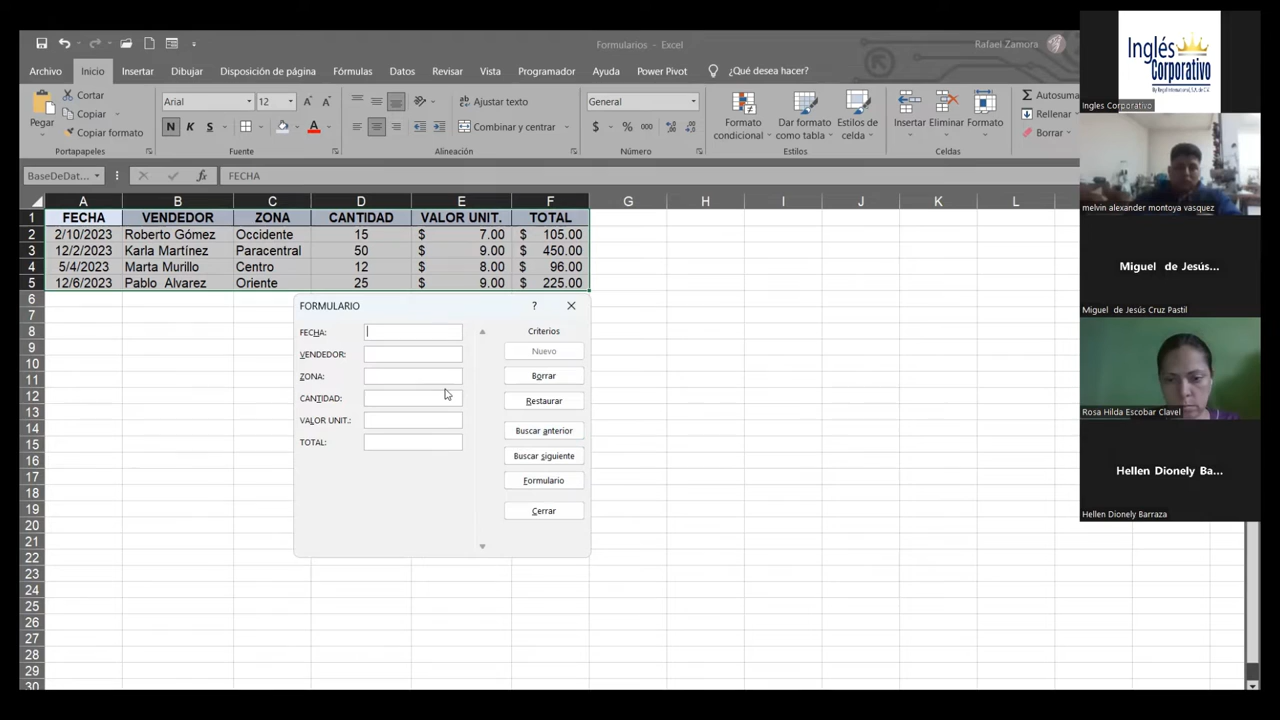 Formularios - Excel
Rafael Zamora
Archivo Inicio Insertar Dibujar Disposición de página Fórmulas Datos Revisar Vista Programador Ayuda Power Pivot ¿Qué desea hacer?
Pegar
Cortar
Copiar
Copiar formato
Portapapeles
Arial 12
N K S
Fuente
Ajustar texto
Combinar y centrar
Alineación
General
$ % 000
Número
Formato condicional
Dar formato como tabla
Estilos de celda
Estilos
Insertar Eliminar Formato
Celdas
Autosuma
Rellenar
Borrar
BaseDeDat... fx FECHA
A B C D E F G H I J K L
1 FECHA VENDEDOR ZONA CANTIDAD VALOR UNIT. TOTAL
2 2/10/2023 Roberto Gómez Occidente 15 $ 7.00 $ 105.00
3 12/2/2023 Karla Martínez Paracentral 50 $ 9.00 $ 450.00
4 5/4/2023 Marta Murillo Centro 12 $ 8.00 $ 96.00
5 12/6/2023 Pablo Alvarez Oriente 25 $ 9.00 $ 225.00
6
7
8
9
10
11
12
13
14
15
16
17
18
19
20
21
22
23
24
25
26
27
28
29
30
FORMULARIO ?
FECHA:
VENDEDOR:
ZONA:
CANTIDAD:
VALOR UNIT.:
TOTAL:
Criterios
Nuevo
Borrar
Restaurar
Buscar anterior
Buscar siguiente
Formulario
Cerrar
Inglés
Corporativo
Ingles Corporativo
melvin alexander montoya vasquez
Miguel de Jesús...
Miguel de Jesús Cruz Pastil
Rosa Hilda Escobar Clavel
Hellen Dionely Ba...
Hellen Dionely Barraza